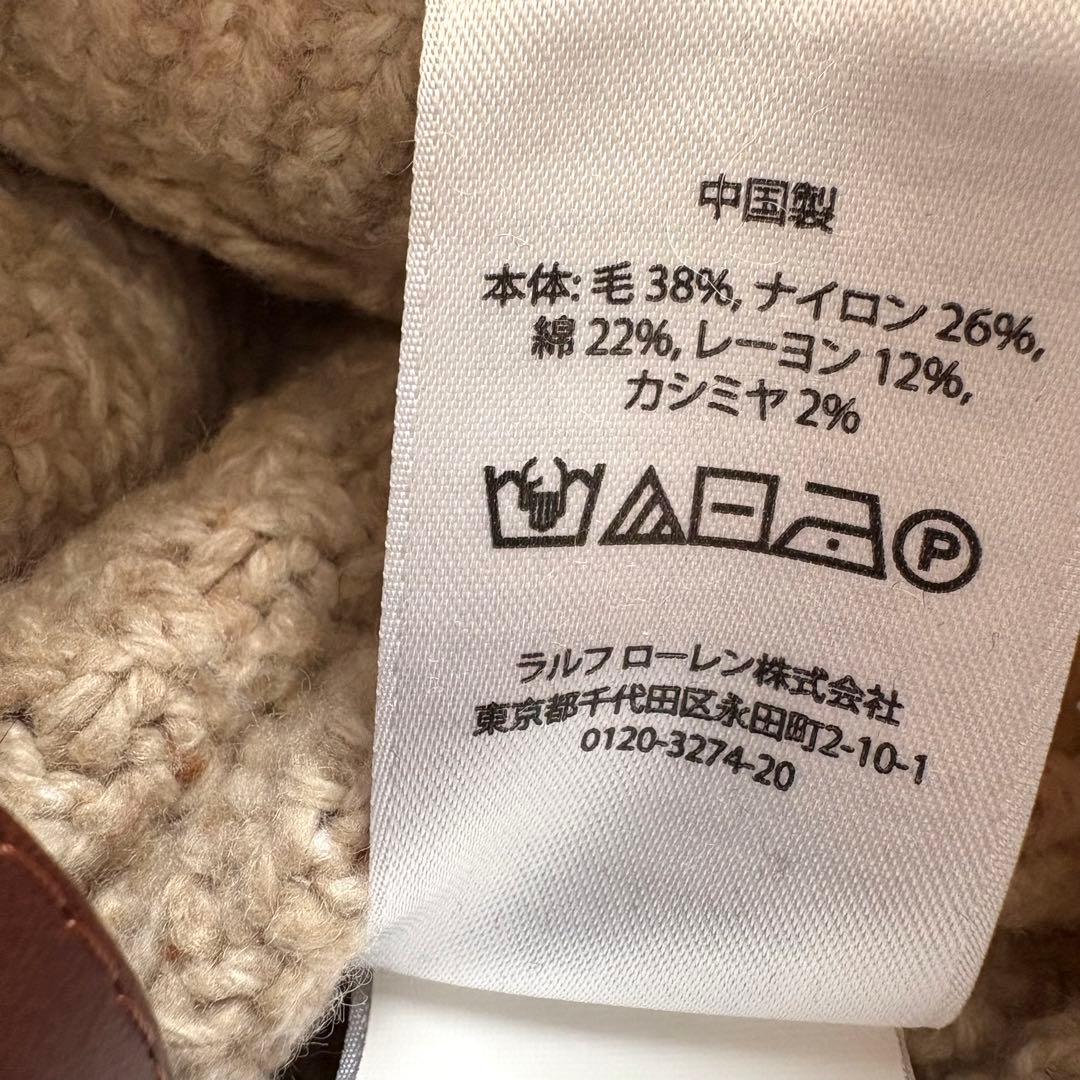 中国製
本体: 毛 38%, ナイロン 26%,
綿 22%, レーヨン 12%,
カシミヤ 2%
P
ラルフ ローレン株式会社
東京都千代田区永田町2-10-1
0120-3274-20